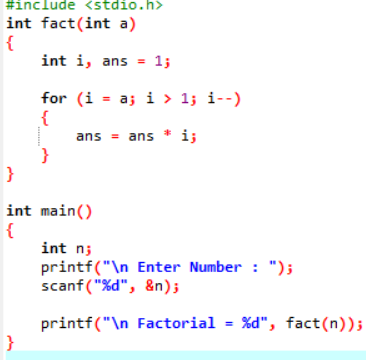 #include <stdio.h>
int fact(int a)
{
    int i, ans = 1;

    for (i = a; i > 1; i--)
    {
        ans = ans * i;
    }
}

int main()
{
    int n;
    printf("\n Enter Number : ");
    scanf("%d", &n);

    printf("\n Factorial = %d", fact(n));
}